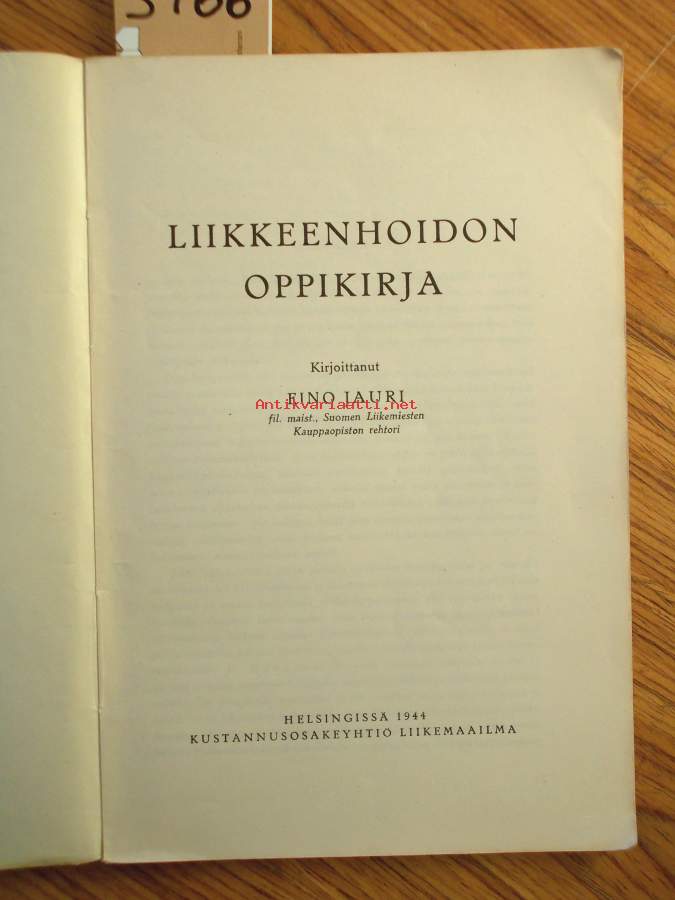 LIIKKEENHOIDON
OPPIKIRJA
Kirjoittanut
EINO JAURI
Antikvariaatti.net
fil. maist., Suomen Liikemiesten
Kauppaopiston rehtori
HELSINGISSÄ 1944
KUSTANNUSOSAKEYHTIÖ LIIKEMAAILMA